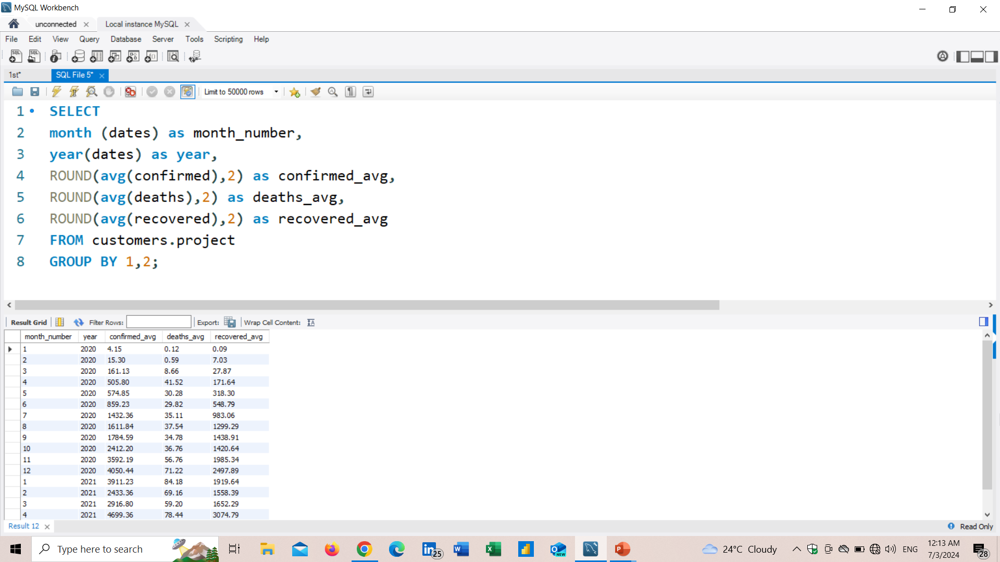 MySQL Workbench
unconnected
Local instance MySQL
File Edit View Query Database Server Tools Scripting Help
1st*
SQL File 5*
Limit to 50000 rows
1 SELECT
2 month (dates) as month_number,
3 year(dates) as year,
4 ROUND(avg(confirmed),2) as confirmed_avg,
5 ROUND(avg(deaths),2) as deaths_avg,
6 ROUND(avg(recovered),2) as recovered_avg
7 FROM customers.project
8 GROUP BY 1,2;
Result Grid Filter Rows: Export: Wrap Cell Content:
month_number year confirmed_avg deaths_avg recovered_avg
1 2020 4.15 0.12 0.09
2 2020 15.30 0.59 7.03
3 2020 161.13 8.66 27.87
4 2020 505.80 41.52 171.64
5 2020 574.85 30.28 318.30
6 2020 859.23 29.82 548.79
7 2020 1432.36 35.11 983.06
8 2020 1611.84 37.54 1299.29
9 2020 1784.59 34.78 1438.91
10 2020 2412.20 36.76 1420.64
11 2020 3592.19 56.76 1985.34
12 2020 4050.44 71.22 2497.89
1 2021 3911.23 84.18 1919.64
2 2021 2433.36 69.16 1558.39
3 2021 2916.80 59.20 1652.29
4 2021 4699.36 78.44 3074.79
Result 12
Read Only
Type here to search
25
NEW
24°C Cloudy
ENG
12:13 AM
7/3/2024
28